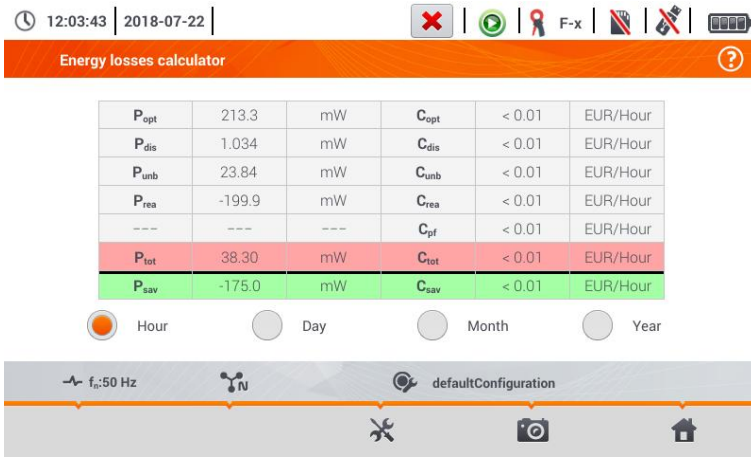 12:03:43 2018-07-22 F-x
Energy losses calculator ?
Popt 213.3 mW Copt < 0.01 EUR/Hour
Pdis 1.034 mW Cdis < 0.01 EUR/Hour
Punb 23.84 mW Cunb < 0.01 EUR/Hour
Prea -199.9 mW Crea < 0.01 EUR/Hour
--- --- --- Cpf < 0.01 EUR/Hour
Ptot 38.30 mW Ctot < 0.01 EUR/Hour
Psav -175.0 mW Csav < 0.01 EUR/Hour
Hour Day Month Year
fn:50 Hz N defaultConfiguration